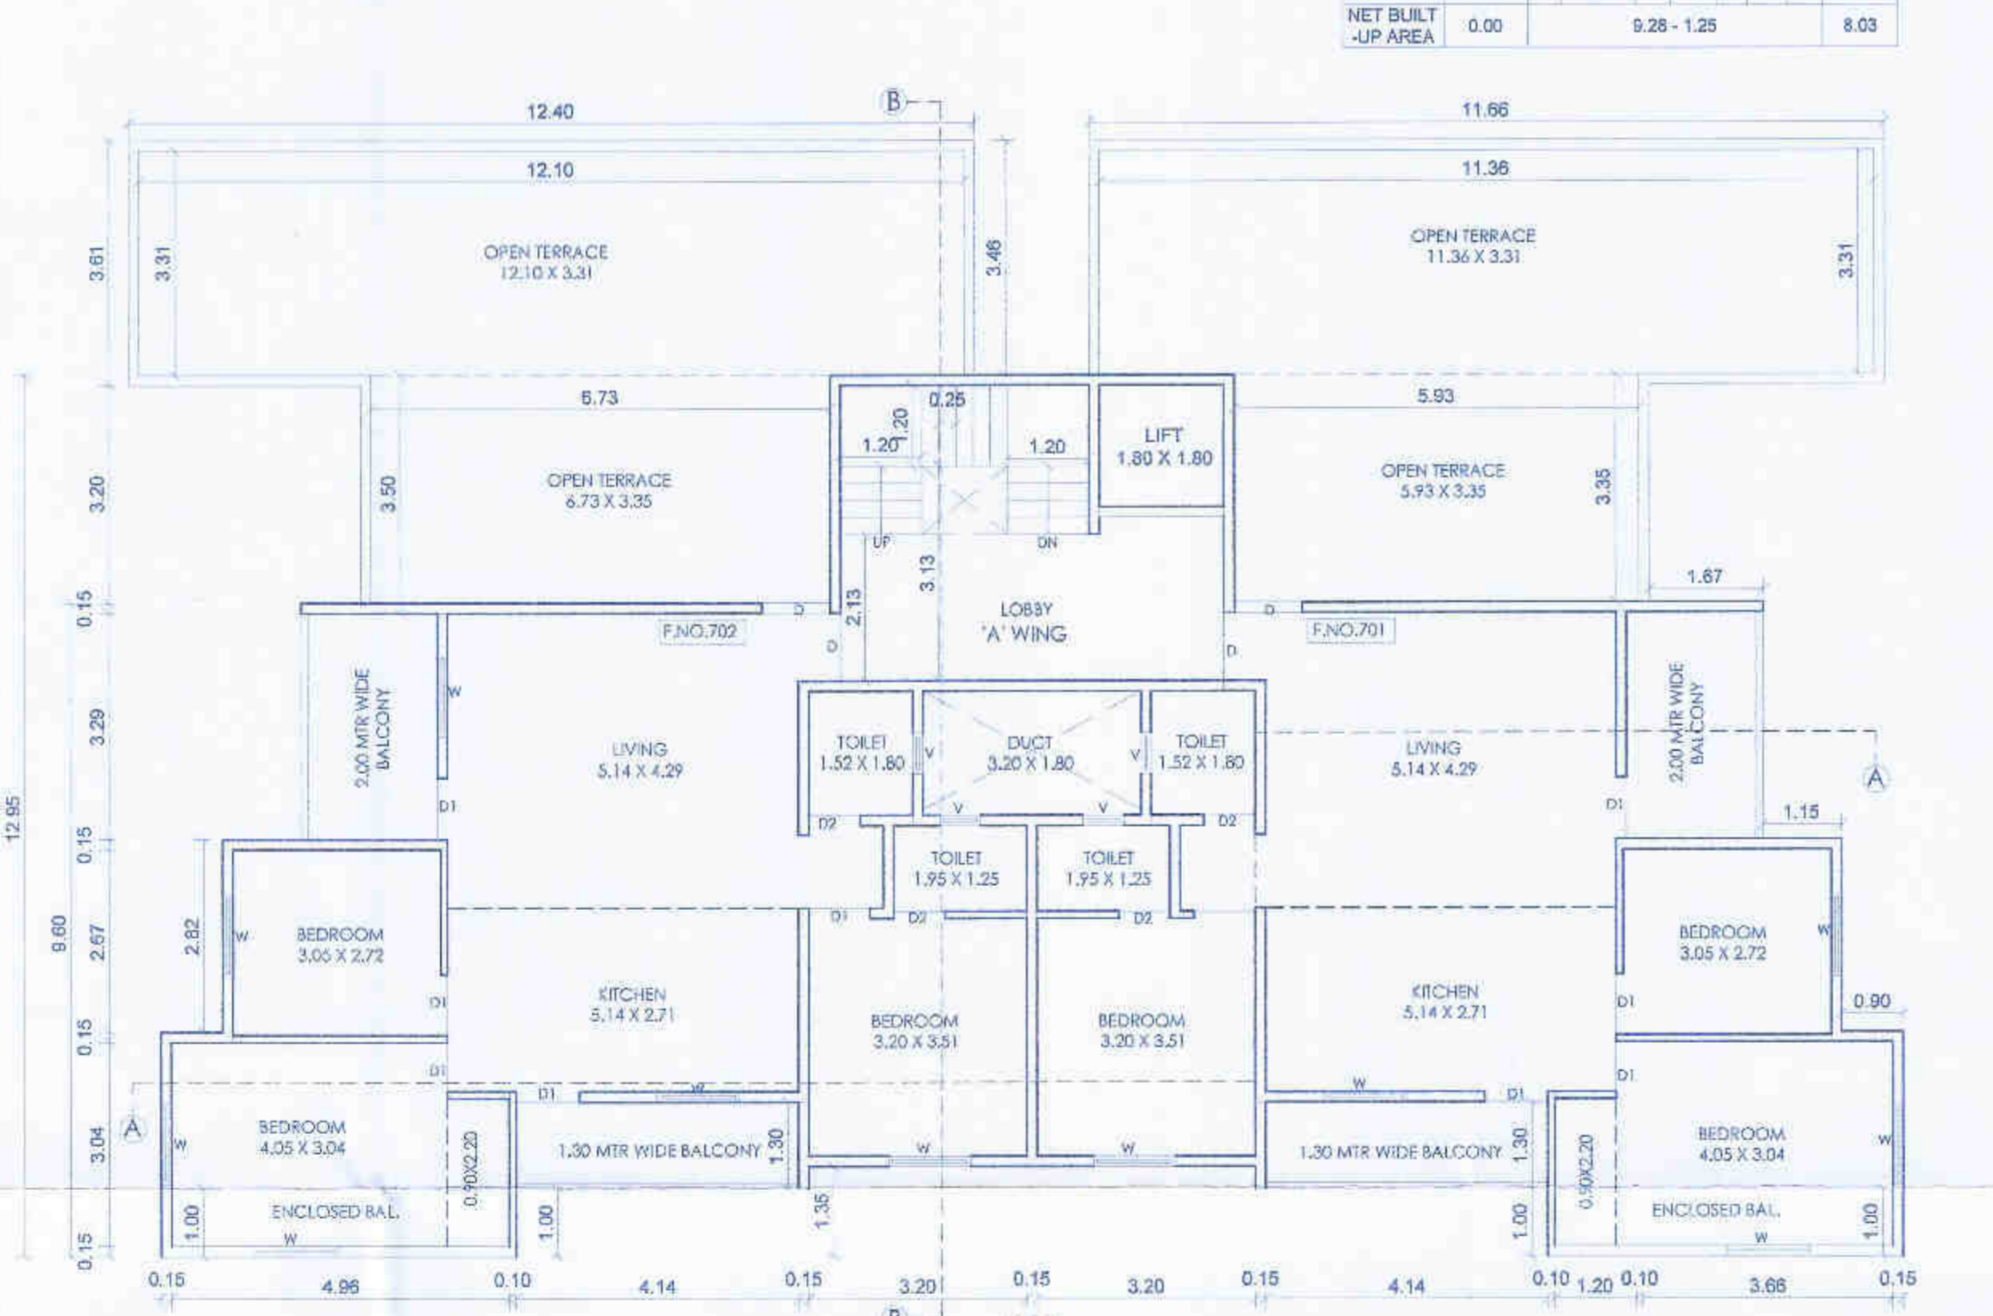 NET BUILT
-UP AREA
0.00
9.28 - 1.25
8.03
12.40
B
11.66
12.10
11.36
3.61
3.31
OPEN TERRACE
12.10 X 3.31
3.46
OPEN TERRACE
11.36 X 3.31
3.31
6.73
0.25
5.93
1.20
1.20
1.20
LIFT
1.80 X 1.80
3.20
3.50
OPEN TERRACE
6.73 X 3.35
OPEN TERRACE
5.93 X 3.35
3.35
UP
DN
2.13
3.13
1.67
0.15
D
LOBBY
'A' WING
D
F.NO.702
F.NO.701
D
D
2.00 MTR WIDE
BALCONY
W
2.00 MTR WIDE
BALCONY
3.29
LIVING
5.14 X 4.29
TOILET
1.52 X 1.80
V
DUCT
3.20 X 1.80
V
TOILET
1.52 X 1.80
LIVING
5.14 X 4.29
A
12.95
D1
V
V
D1
1.15
D2
D2
0.15
TOILET
1.95 X 1.25
TOILET
1.95 X 1.25
D1
D2
D2
9.60
2.67
2.82
W
BEDROOM
3.05 X 2.72
BEDROOM
3.05 X 2.72
W
D1
KITCHEN
5.14 X 2.71
KITCHEN
5.14 X 2.71
D1
0.90
0.15
BEDROOM
3.20 X 3.51
BEDROOM
3.20 X 3.51
D1
D1
D1
W
W
D1
A
3.04
W
BEDROOM
4.05 X 3.04
0.90X2.20
1.30 MTR WIDE BALCONY
1.30
W
W
1.30 MTR WIDE BALCONY
1.30
0.90X2.20
BEDROOM
4.05 X 3.04
W
1.00
ENCLOSED BAL.
W
1.00
1.35
1.00
ENCLOSED BAL.
W
1.00
0.15
0.15
4.96
0.10
4.14
0.15
3.20
0.15
3.20
0.15
4.14
0.10
1.20
0.10
3.66
0.15